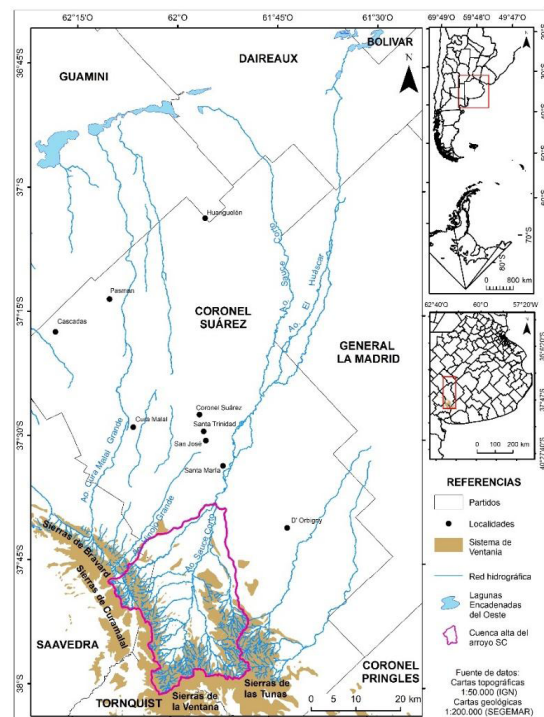 62°15'O
62°0'O
61°45'O
61°30'O
36°45'S
37°S
37°15'S
37°30'S
37°45'S
38°S
BOLIVAR
DAIREAUX
GUAMINI
N
Huanguelén
Ao. Sauce Corto
Ao. El Huáscar
Pasman
Cascadas
CORONEL
SUÁREZ
GENERAL
LA MADRID
Coronel Suárez
Cura Malal
Santa Trinidad
San José
Santa María
Ao. Cura Malal Grande
D' Orbigny
Ao. Sauce Corto
Sierras de Bravard
Sierras de Curamalal
SAAVEDRA
TORNQUIST
Sierras de
la Ventana
Sierras de
las Tunas
CORONEL
PRINGLES
0 10 20
km
69°49'O 69°48'O 69°47'O
70°S
80°S
0 800 km
62°40'O 60°O 57°20'O
0 100 200
km
REFERENCIAS
Partidos
Localidades
Sistema de
Ventania
Red hidrográfica
Lagunas
Encadenadas
del Oeste
Cuenca alta del
arroyo SC
Fuente de datos:
Cartas topográficas
1:50.000 (IGN)
Cartas geológicas
1:200.000 (SEGEMAR)